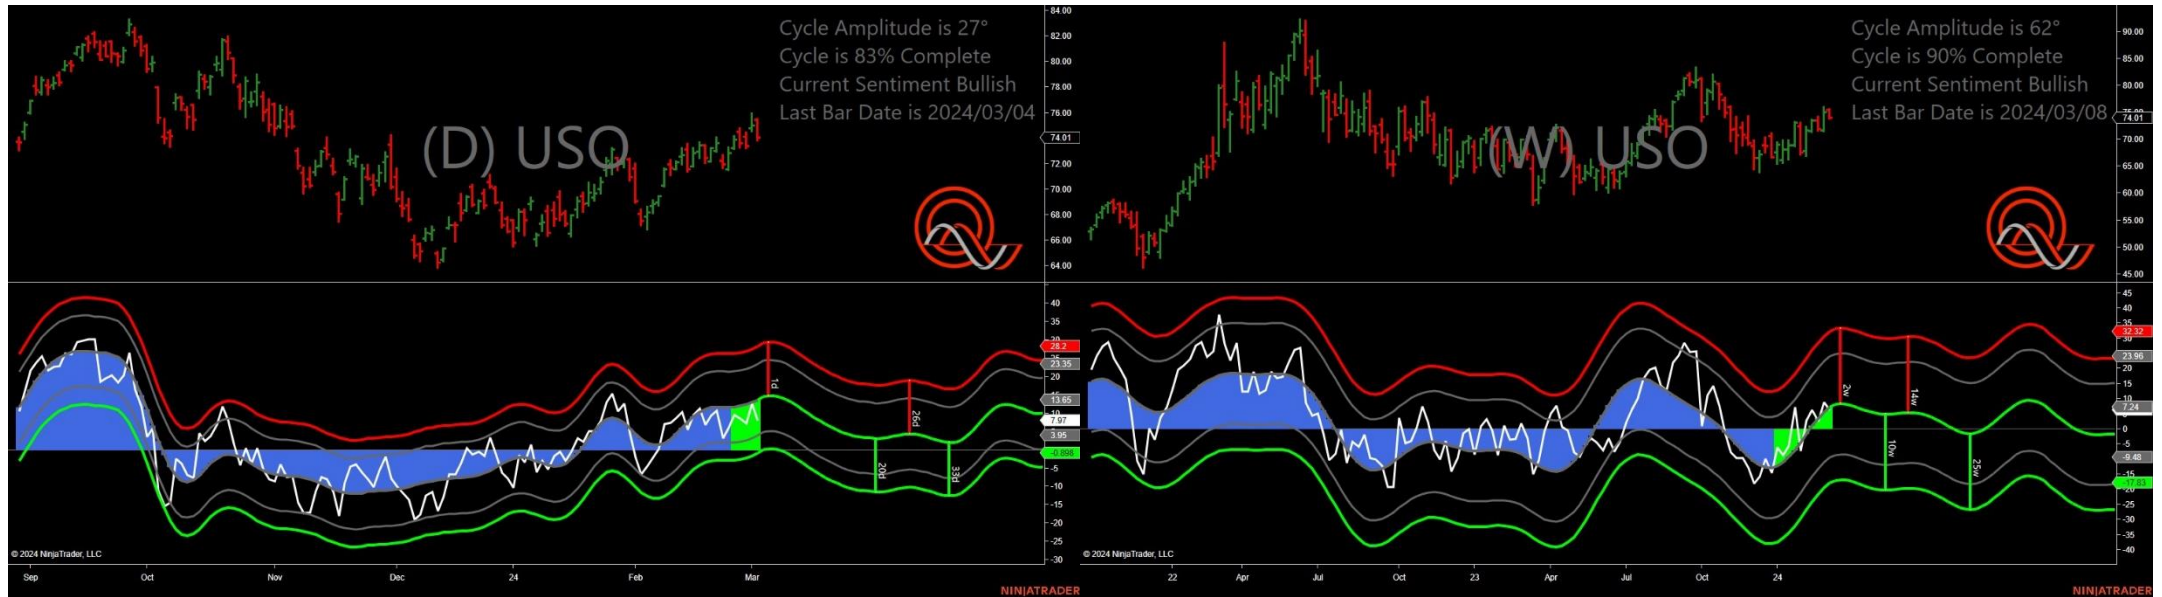 Cycle Amplitude is 27°
Cycle is 83% Complete
Current Sentiment Bullish
Last Bar Date is 2024/03/04
(D) USO
84.00
82.00
80.00
78.00
76.00
74.01
72.00
70.00
68.00
66.00
64.00
40
35
28.2
23.35
20
13.65
7.97
3.95
-0.898
-5
-10
-15
-20
-25
-30
1d
26d
20d
33d
© 2024 NinjaTrader, LLC
Sep Oct Nov Dec 24 Feb Mar
NINJATRADER
Cycle Amplitude is 62°
Cycle is 90% Complete
Current Sentiment Bullish
Last Bar Date is 2024/03/08
(W) USO
90.00
85.00
80.00
74.01
70.00
65.00
60.00
55.00
50.00
45.00
45
40
35
32.32
30
23.96
20
15
7.24
0
-5
-9.48
-15
-17.83
-25
-30
-35
-40
2w
14w
10w
25w
© 2024 NinjaTrader, LLC
22 Apr Jul Oct 23 Apr Jul Oct 24
NINJATRADER